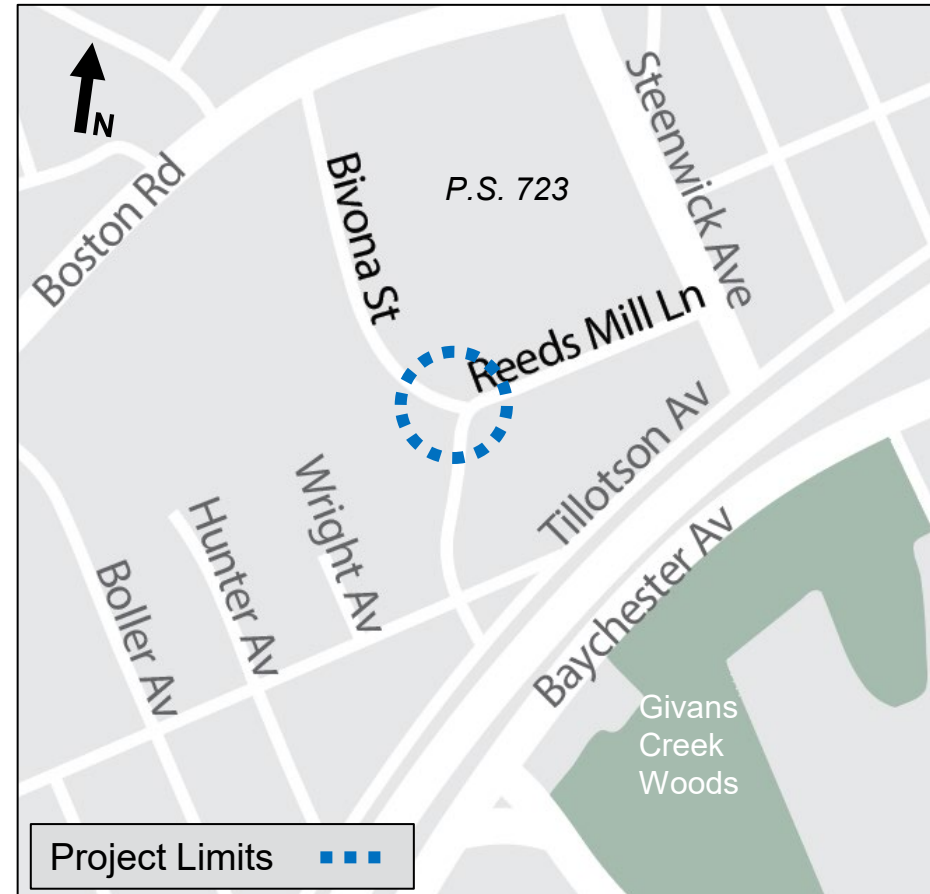 N
Steenwick Ave
P.S. 723
Bivona St
Boston Rd
Reeds Mill Ln
Tillotson Av
Wright Av
Hunter Av
Boller Av
Baychester Av
Givans
Creek
Woods
Project Limits